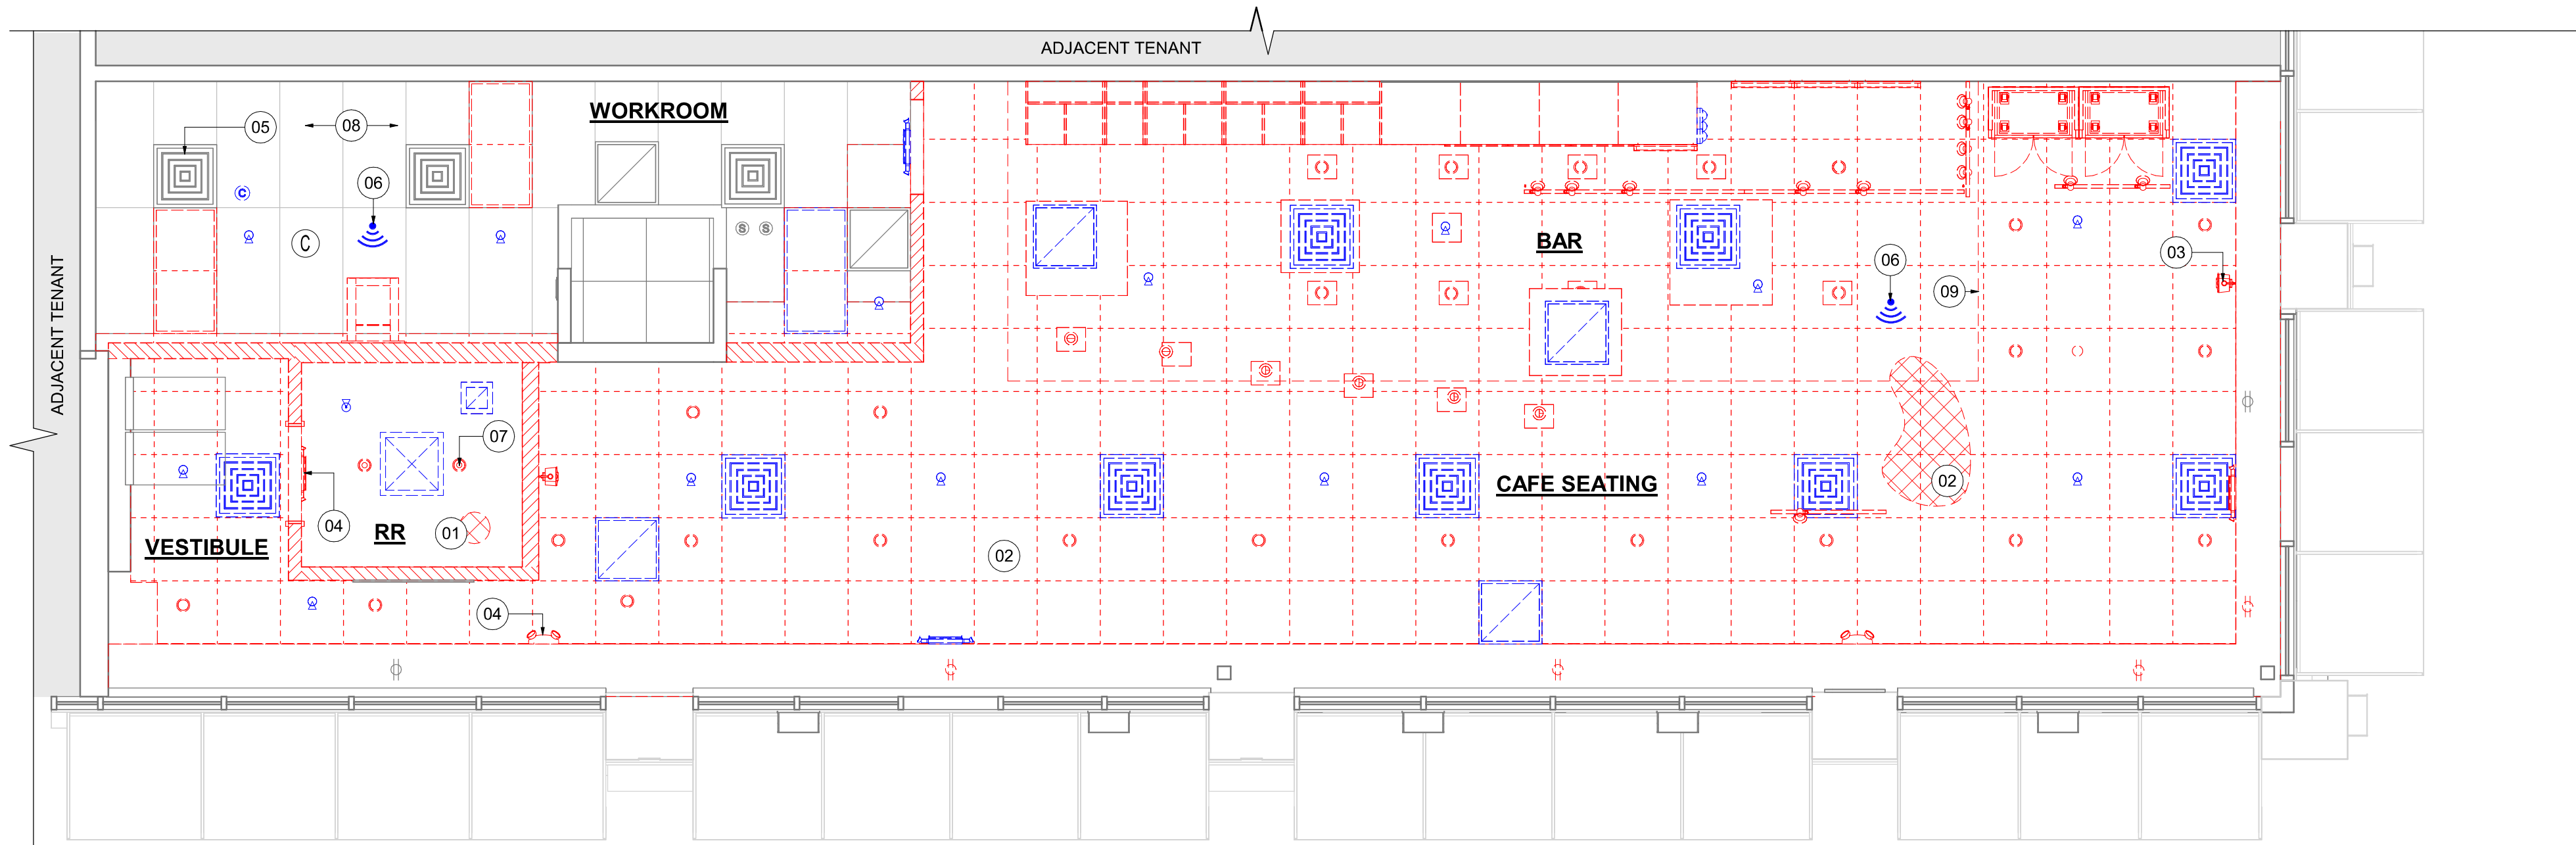 ADJACENT TENANT
WORKROOM
05
08
06
C
C
S S
BAR
03
06
09
ADJACENT TENANT
07
CAFE SEATING
02
04
01
RR
VESTIBULE
02
04